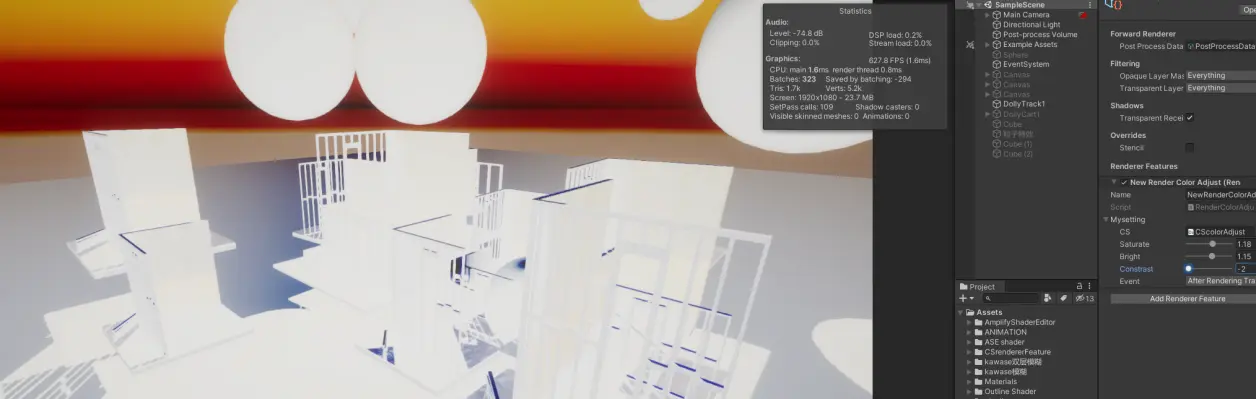 Statistics
Audio:
Level: -74.8 dB
DSP load: 0.2%
Clipping: 0.0%
Stream load: 0.0%
Graphics:
627.8 FPS (1.6ms)
CPU: main 1.6ms render thread 0.8ms
Batches: 323 Saved by batching: -294
Tris: 1.7k Verts: 5.2k
Screen: 1920x1080 - 23.7 MB
SetPass calls: 109 Shadow casters: 0
Visible skinned meshes: 0 Animations: 0
SampleScene
Main Camera
Directional Light
Post-process Volume
Example Assets
Sphere
EventSystem
Canvas
Canvas
Canvas
DollyTrack1
DollyCart1
Cube
Cube (1)
Cube (2)
Project
13
Assets
AmplifyShaderEditor
ANIMATION
ASE shader
CSrendererFeature
kawase双层模糊
kawase模糊
Materials
Outline Shader
Ope
Forward Renderer
Post Process Data PostProcessData
Filtering
Opaque Layer Mas Everything
Transparent Layer Everything
Shadows
Transparent Recei
Overrides
Stencil
Renderer Features
New Render Color Adjust (Ren
Name NewRenderColorAd
Script RenderColorAdju
Mysetting
CS CScolorAdjust
Saturate 1.18
Bright 1.15
Constrast -2
Event After Rendering Tra
Add Renderer Feature